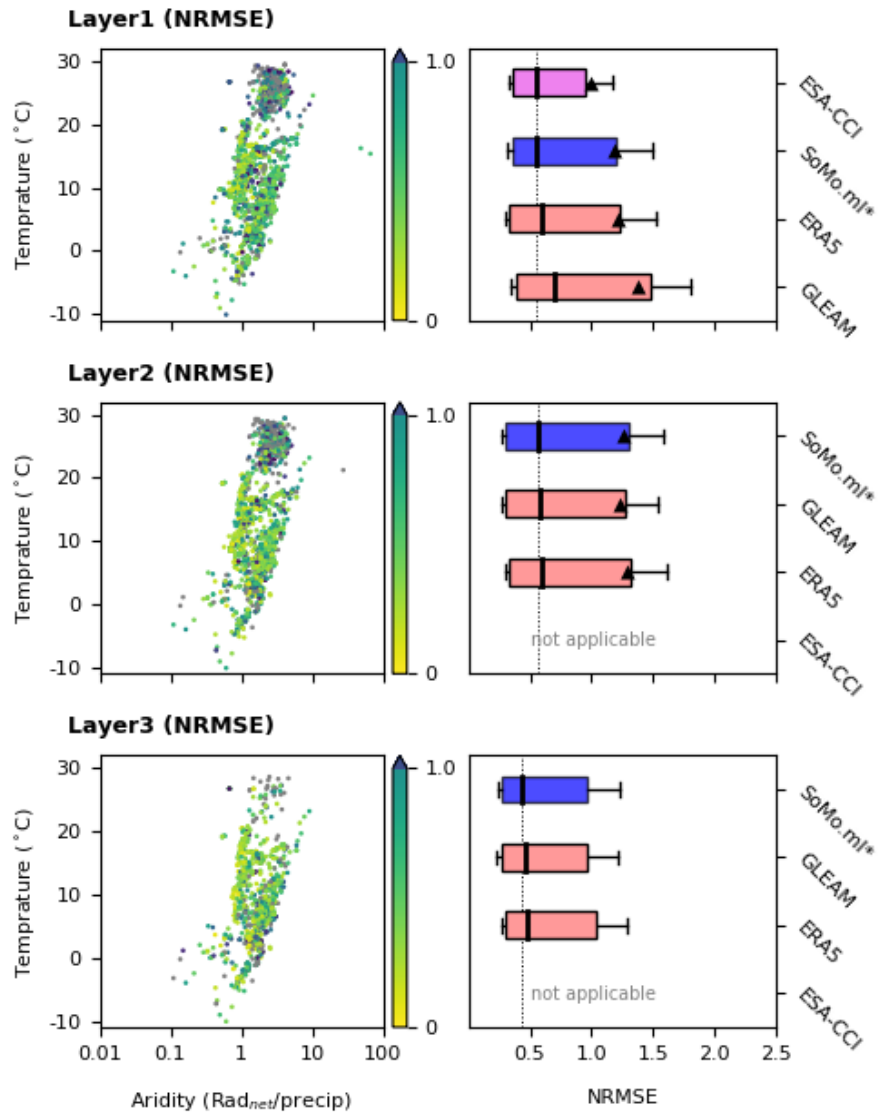 Layer1 (NRMSE)
Temprature (˚C)
30
20
10
0
-10
1.0
0
ESA-CCI
SoMo.ml*
ERA5
GLEAM
Layer2 (NRMSE)
Temprature (˚C)
30
20
10
0
-10
1.0
0
not applicable
SoMo.ml*
GLEAM
ERA5
ESA-CCI
Layer3 (NRMSE)
Temprature (˚C)
30
20
10
0
-10
1.0
0
not applicable
SoMo.ml*
GLEAM
ERA5
ESA-CCI
0.01 0.1 1 10 100
Aridity (Radnet/precip)
0.5 1.0 1.5 2.0 2.5
NRMSE